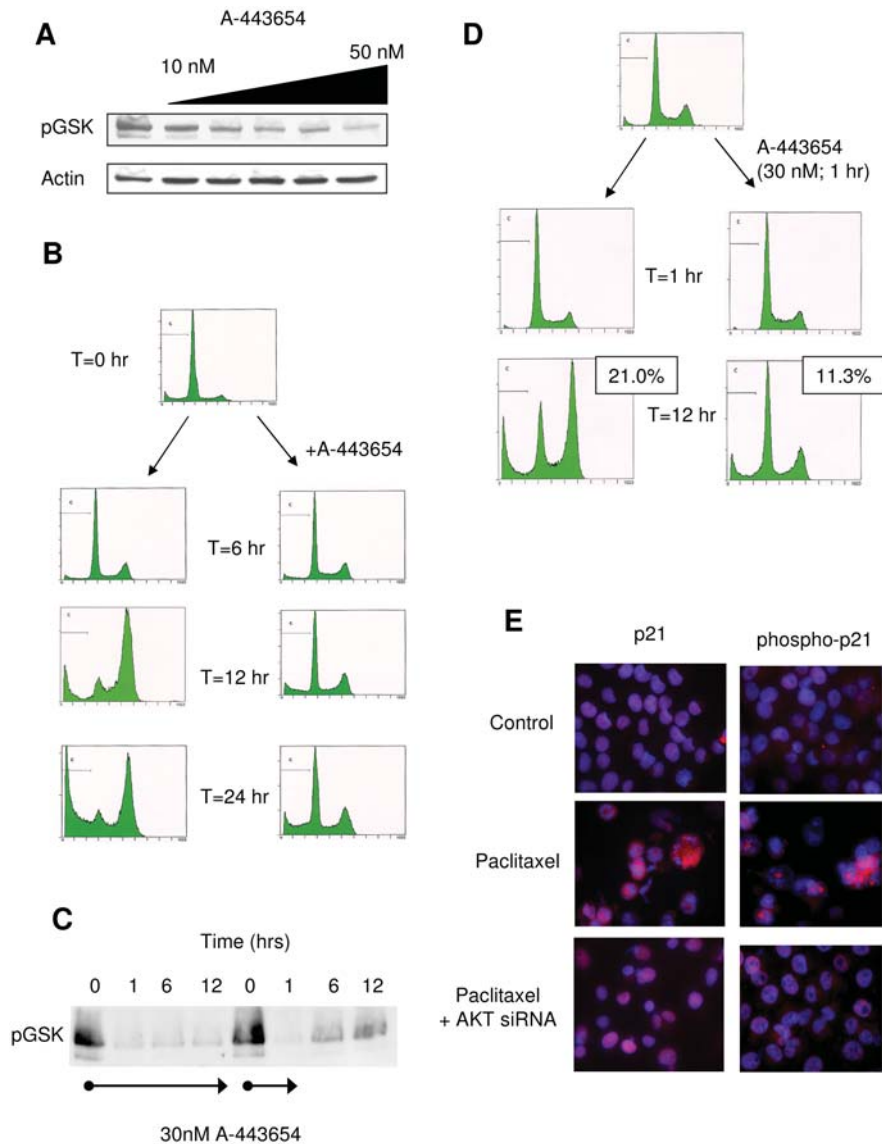 A
A-443654
10 nM
50 nM
pGSK
Actin
B
T=0 hr
+A-443654
T=6 hr
T=12 hr
T=24 hr
C
Time (hrs)
0 1 6 12 0 1 6 12
pGSK
30nM A-443654
D
A-443654
(30 nM; 1 hr)
T=1 hr
21.0%
11.3%
T=12 hr
E
p21
phospho-p21
Control
Paclitaxel
Paclitaxel
+ AKT siRNA